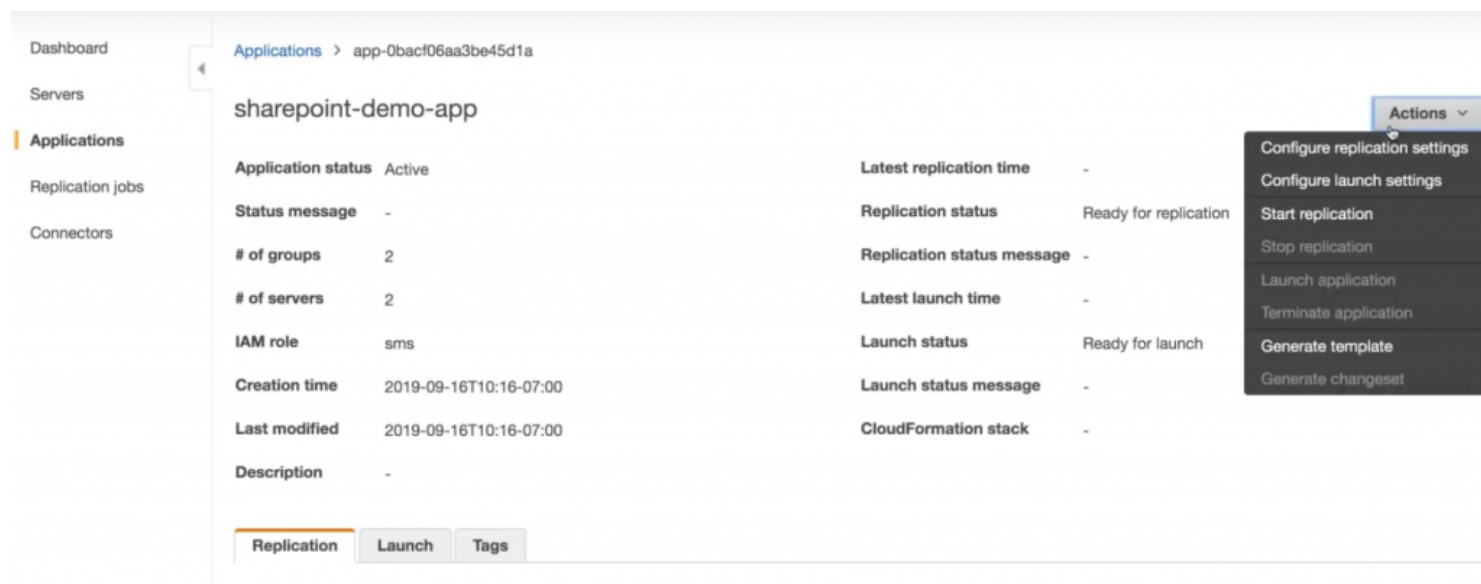 Dashboard
Servers
Applications
Replication jobs
Connectors
Applications > app-0bacf06aa3be45d1a
sharepoint-demo-app
Actions
Configure replication settings
Configure launch settings
Start replication
Stop replication
Launch application
Terminate application
Generate template
Generate changeset
Application status Active
Status message -
# of groups 2
# of servers 2
IAM role sms
Creation time 2019-09-16T10:16-07:00
Last modified 2019-09-16T10:16-07:00
Description -
Latest replication time -
Replication status Ready for replication
Replication status message -
Latest launch time -
Launch status Ready for launch
Launch status message -
CloudFormation stack -
Replication Launch Tags